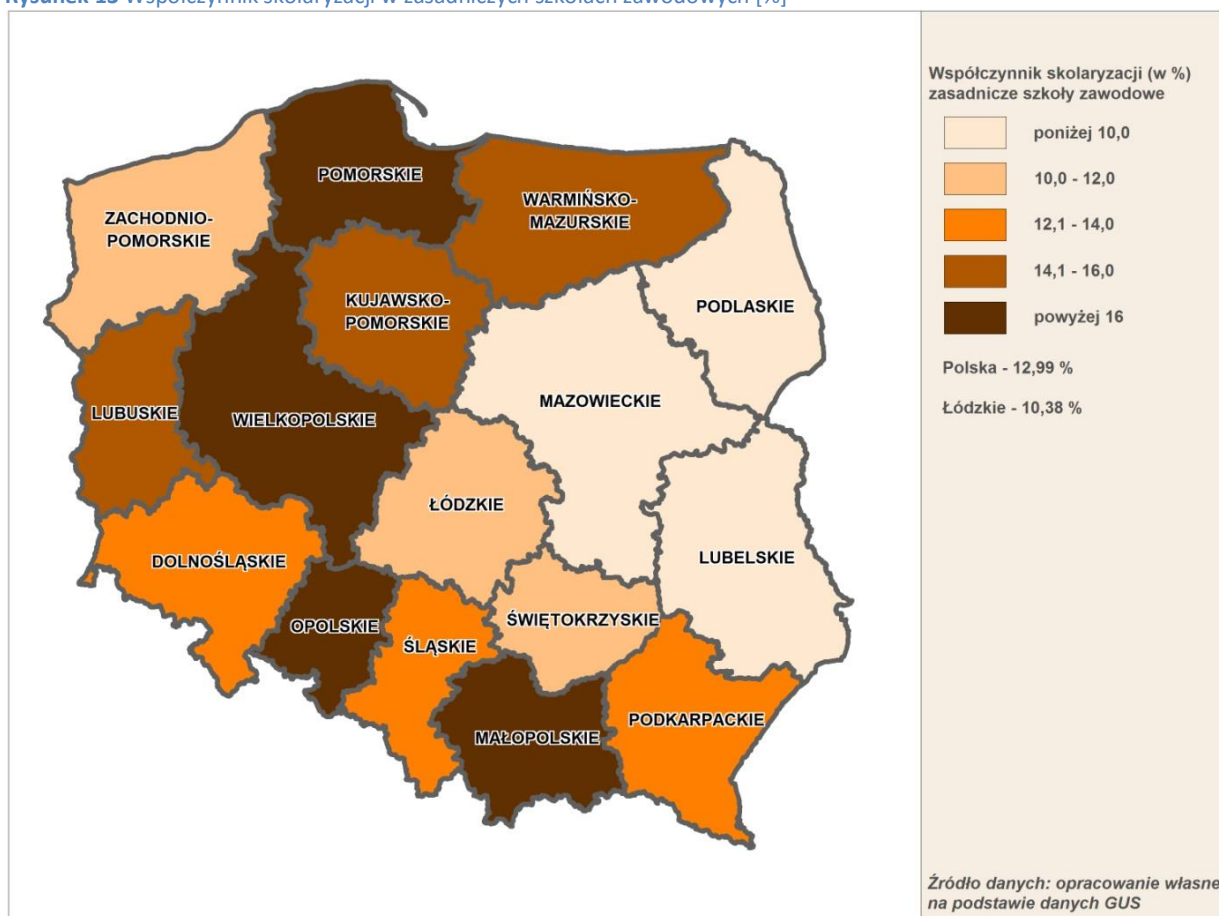 Rysunek 13 Współczynnik skolaryzacji w zasadniczych szkołach zawodowych [%]
POMORSKIE
WARMIŃSKO-
MAZURSKIE
ZACHODNIO-
POMORSKIE
KUJAWSKO-
POMORSKIE
PODLASKIE
LUBUSKIE
WIELKOPOLSKIE
MAZOWIECKIE
ŁÓDZKIE
DOLNOŚLĄSKIE
LUBELSKIE
OPOLSKIE
ŚLĄSKIE
ŚWIĘTOKRZYSKIE
MAŁOPOLSKIE
PODKARPACKIE
Współczynnik skolaryzacji (w %)
zasadnicze szkoły zawodowe
poniżej 10,0
10,0 - 12,0
12,1 - 14,0
14,1 - 16,0
powyżej 16
Polska - 12,99 %
Łódzkie - 10,38 %
Źródło danych: opracowanie własne
na podstawie danych GUS